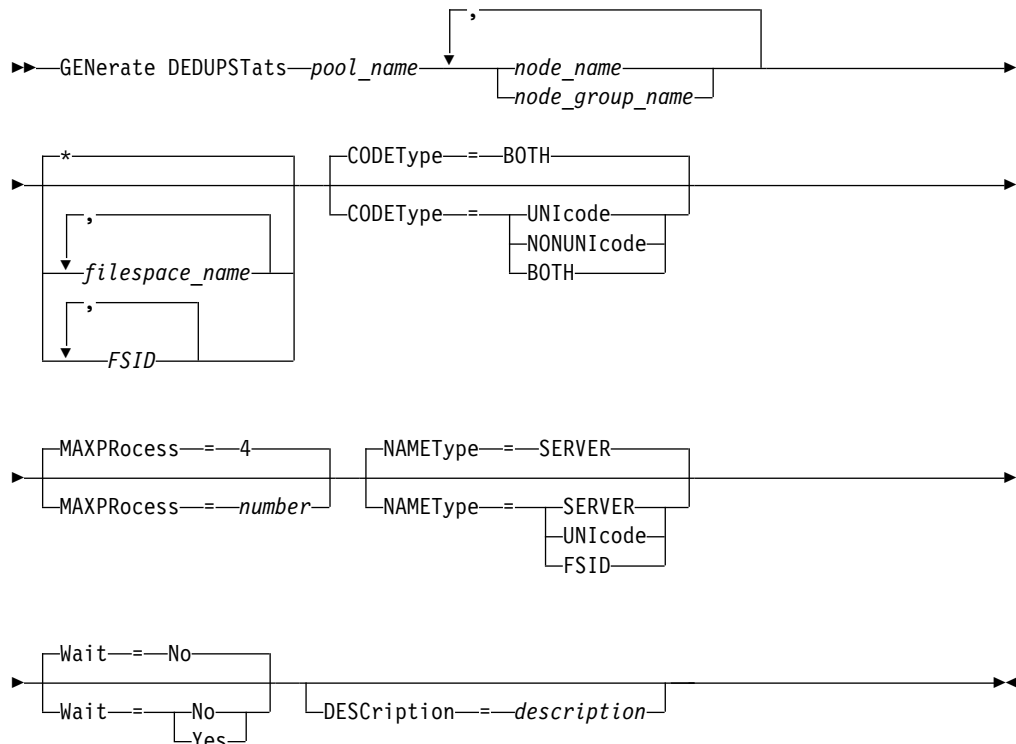 ,
GENerate DEDUPSTats pool_name node_name
node_group_name
* CODEType = BOTH
CODEType = UNIcode
, NONUNIcode
filespace_name BOTH
,
FSID
MAXPRocess = 4 NAMEType = SERVER
MAXPRocess = number NAMEType = SERVER
UNIcode
FSID
Wait = No
Wait = No DESCription = description
Yes